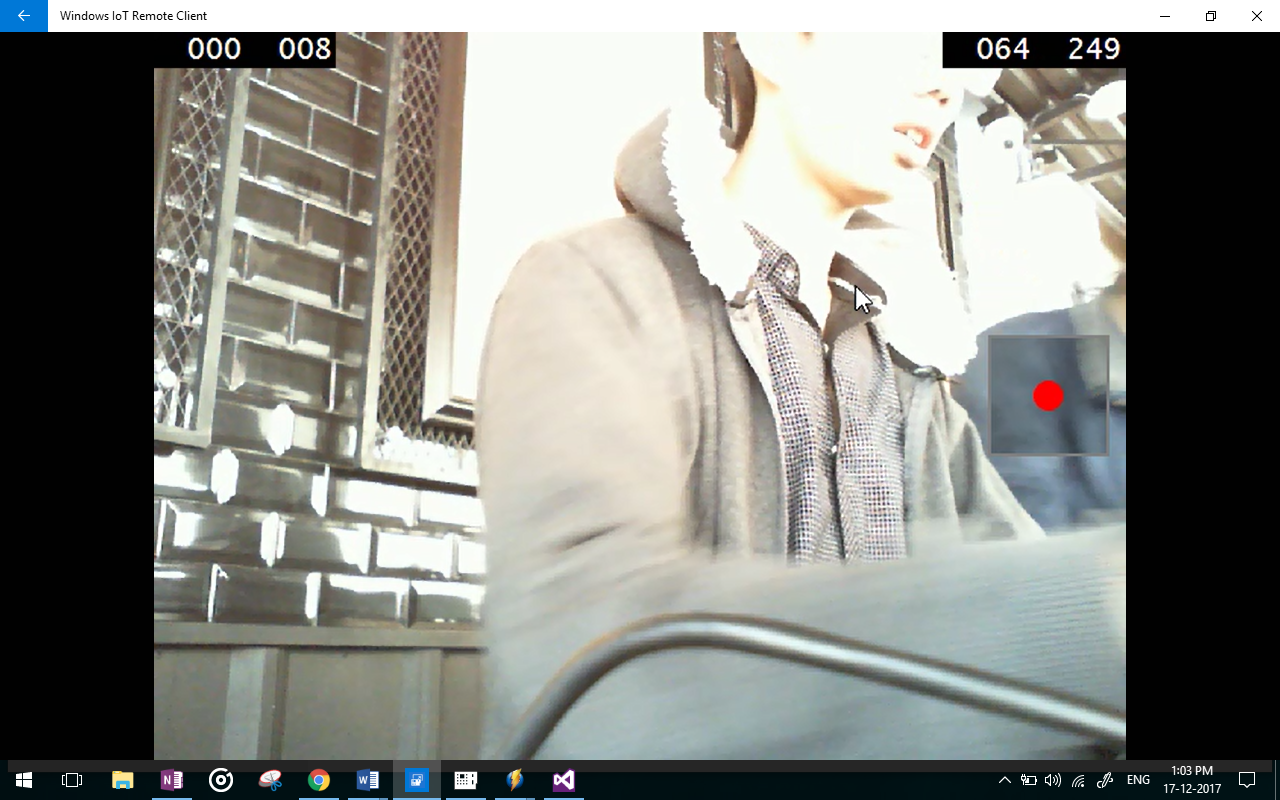 Windows IoT Remote Client
000 008
064 249
ENG
1:03 PM
17-12-2017